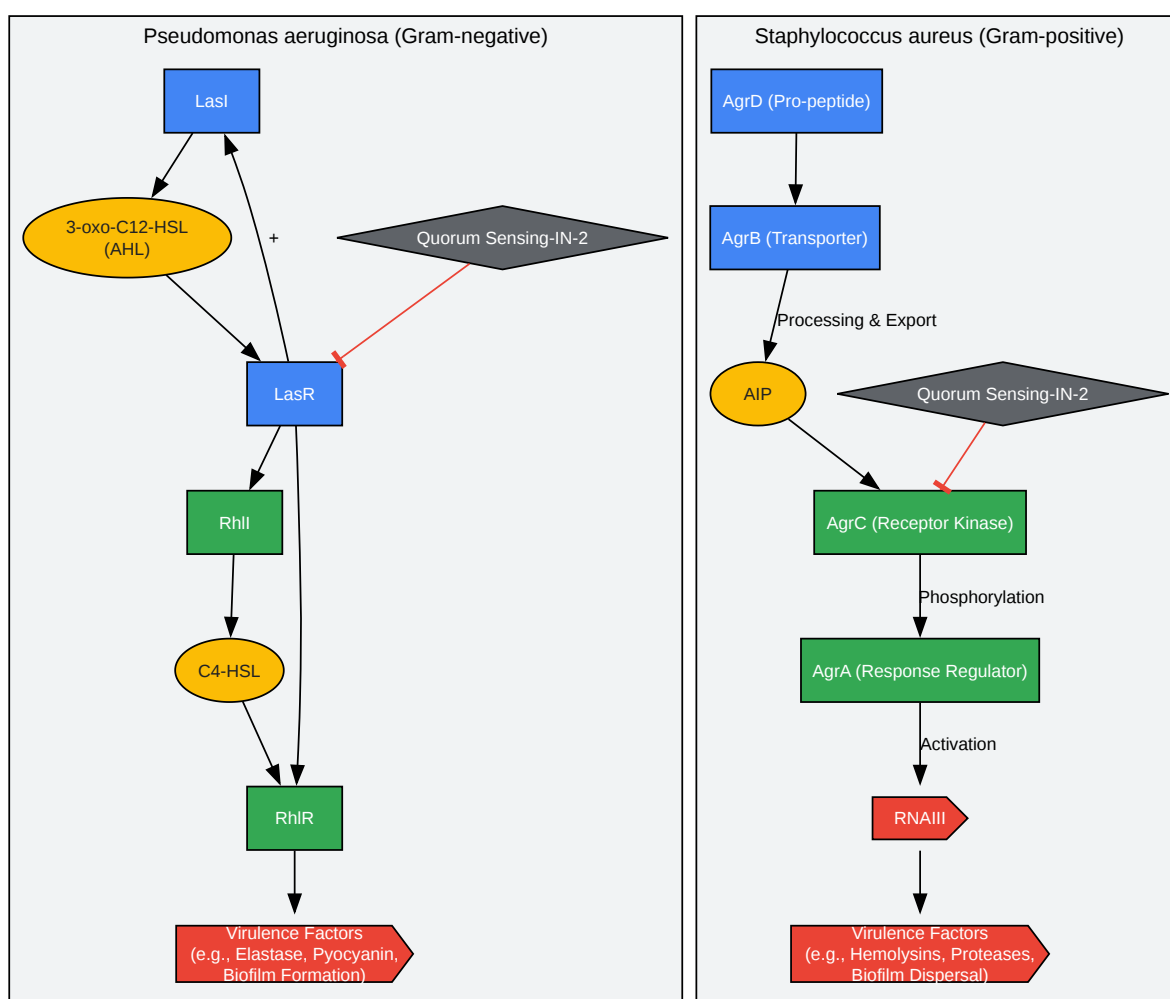 Pseudomonas aeruginosa (Gram-negative)
LasI
3-oxo-C12-HSL
(AHL)
+
Quorum Sensing-IN-2
LasR
RhlI
C4-HSL
RhlR
Virulence Factors
(e.g., Elastase, Pyocyanin,
Biofilm Formation)
Staphylococcus aureus (Gram-positive)
AgrD (Pro-peptide)
AgrB (Transporter)
Processing & Export
AIP
Quorum Sensing-IN-2
AgrC (Receptor Kinase)
Phosphorylation
AgrA (Response Regulator)
Activation
RNAIII
Virulence Factors
(e.g., Hemolysins, Proteases,
Biofilm Dispersal)